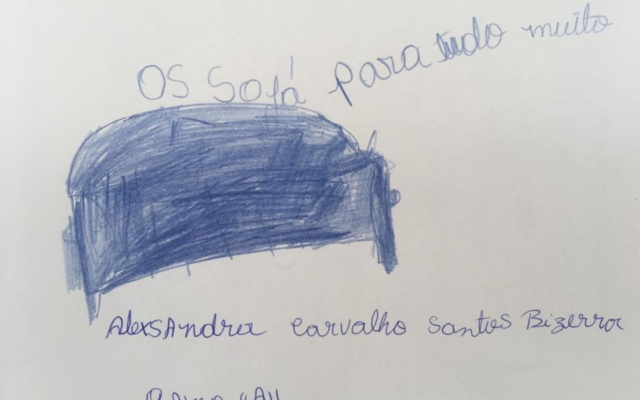 OS Sofá para tudo muito
AlexSAndra Carvalho Santos Bizerra